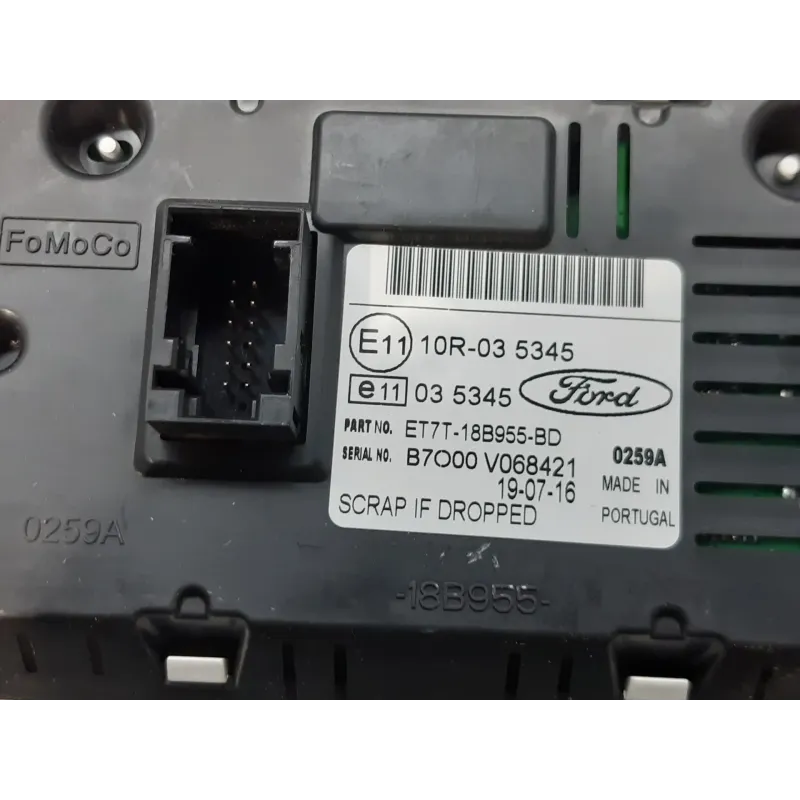 FoMoCo
E11 10R-03 5345
e11 03 5345 Ford
PART NO. ET7T-18B955-BD
SERIAL NO. B7O00 V068421 0259A
19-07-16 MADE IN
SCRAP IF DROPPED PORTUGAL
0259A
-18B955-